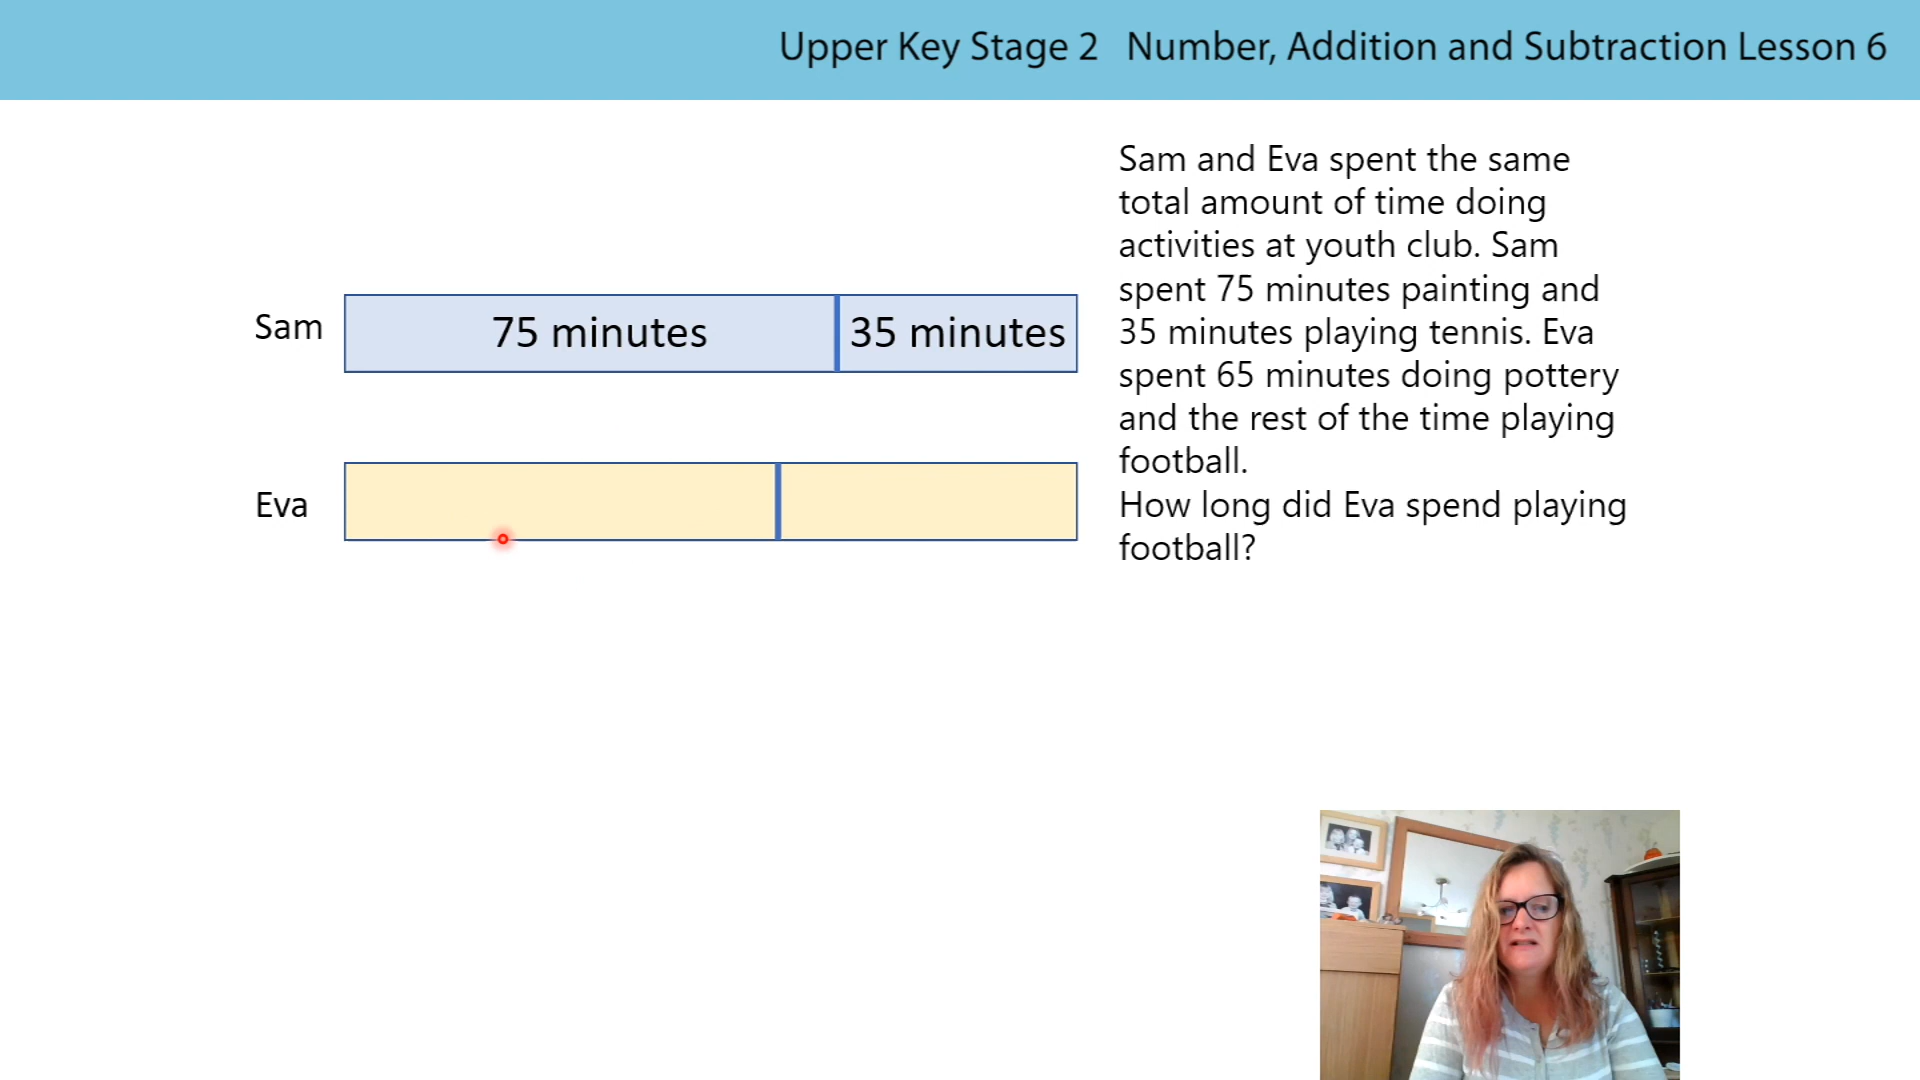 Upper Key Stage 2 Number, Addition and Subtraction Lesson 6
Sam and Eva spent the same
total amount of time doing
activities at youth club. Sam
spent 75 minutes painting and
35 minutes playing tennis. Eva
spent 65 minutes doing pottery
and the rest of the time playing
football.
How long did Eva spend playing
football?
Sam
75 minutes
35 minutes
Eva